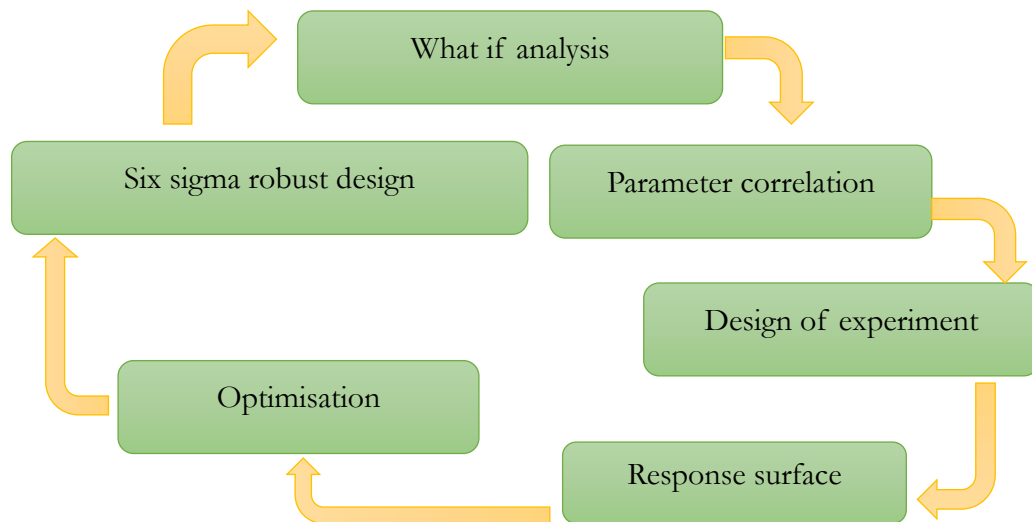 What if analysis
Six sigma robust design
Parameter correlation
Design of experiment
Optimisation
Response surface